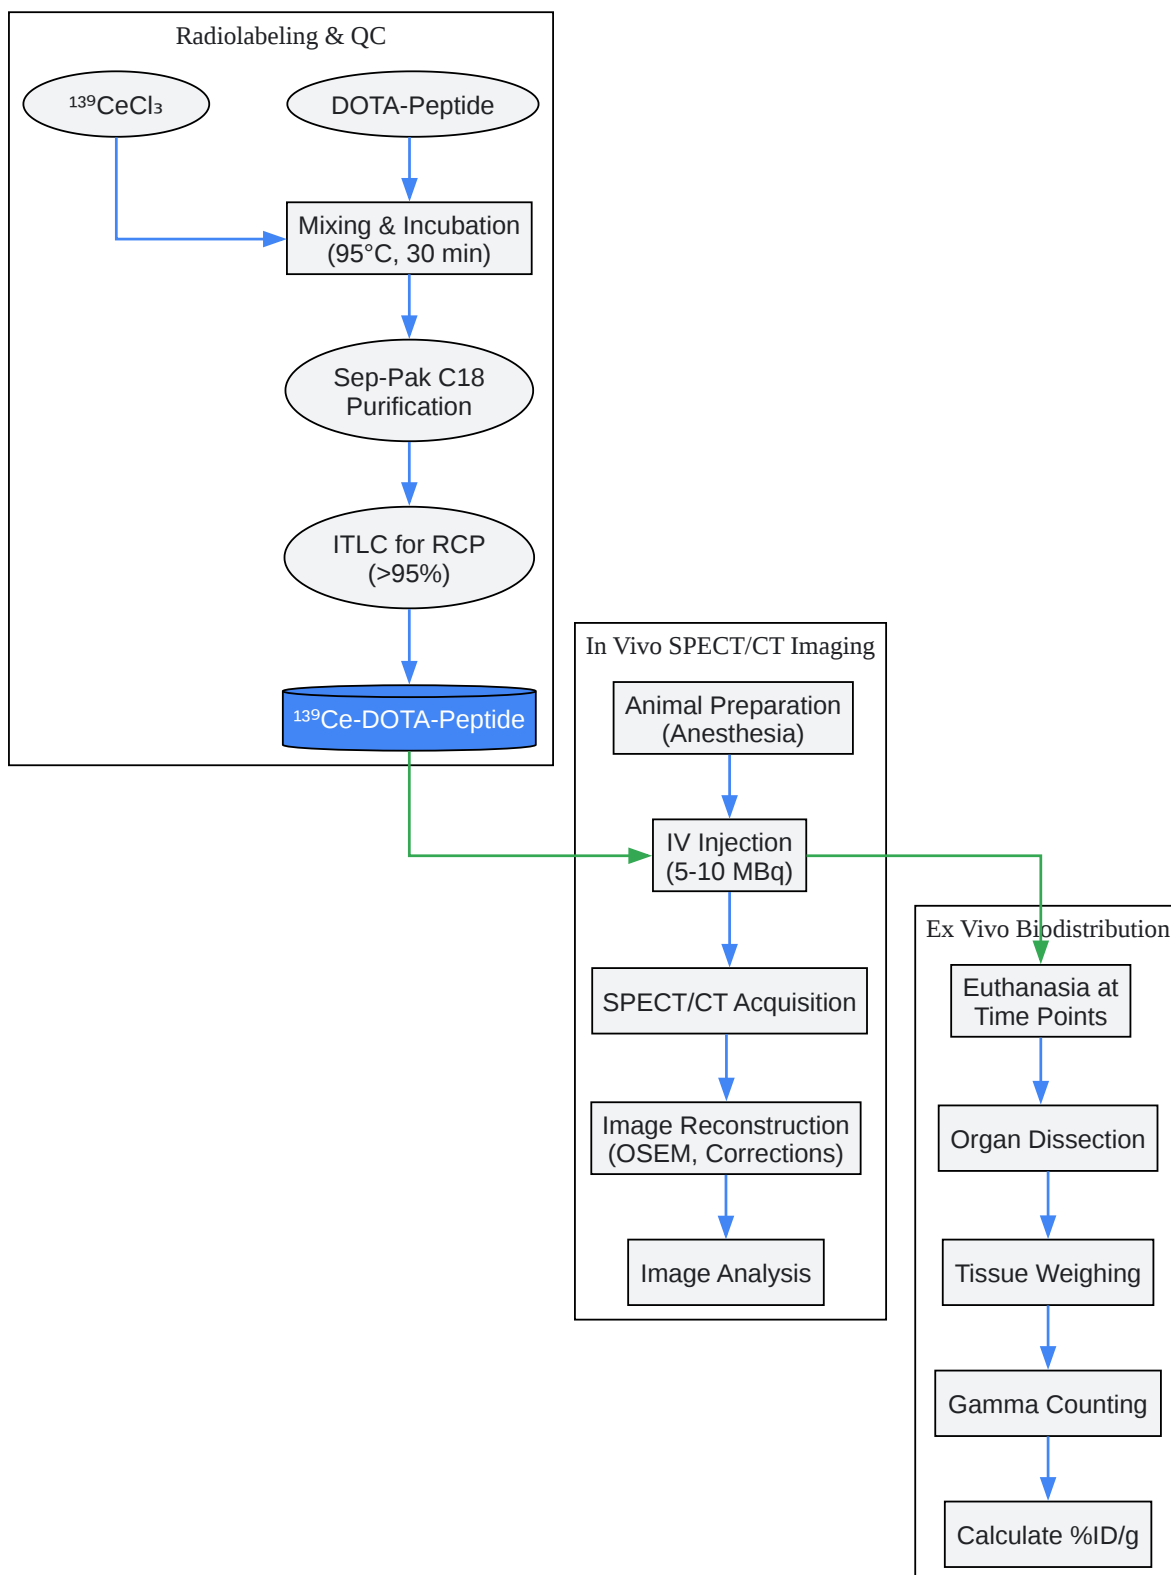 Radiolabeling & QC
¹³⁹CeCl₃
DOTA-Peptide
Mixing & Incubation
(95°C, 30 min)
Sep-Pak C18
Purification
ITLC for RCP
(>95%)
¹³⁹Ce-DOTA-Peptide
In Vivo SPECT/CT Imaging
Animal Preparation
(Anesthesia)
IV Injection
(5-10 MBq)
SPECT/CT Acquisition
Image Reconstruction
(OSEM, Corrections)
Image Analysis
Ex Vivo Biodistribution
Euthanasia at
Time Points
Organ Dissection
Tissue Weighing
Gamma Counting
Calculate %ID/g